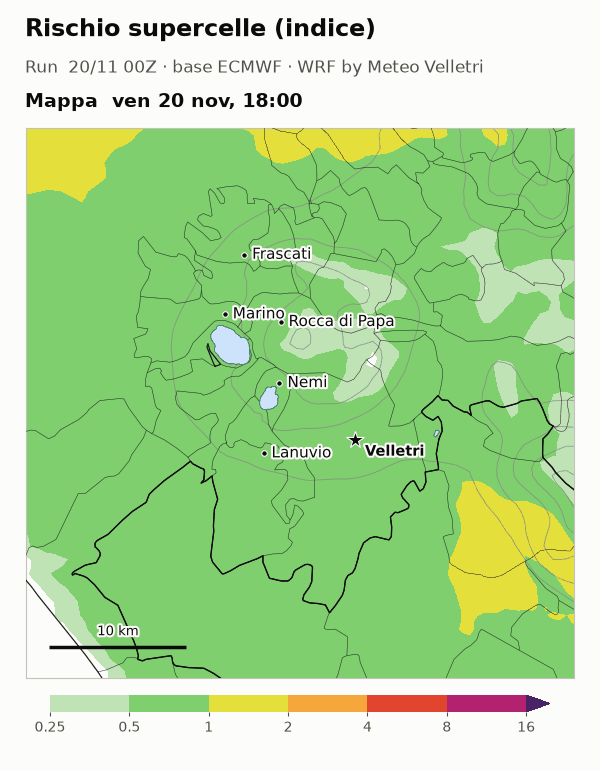 Rischio supercelle (indice)
Run  20/11 00Z · base ECMWF · WRF by Meteo Velletri
Mappa  ven 20 nov, 18:00
Frascati
Marino
Rocca di Papa
Nemi
Velletri
Lanuvio
10 km
0.25 0.5 1 2 4 8 16